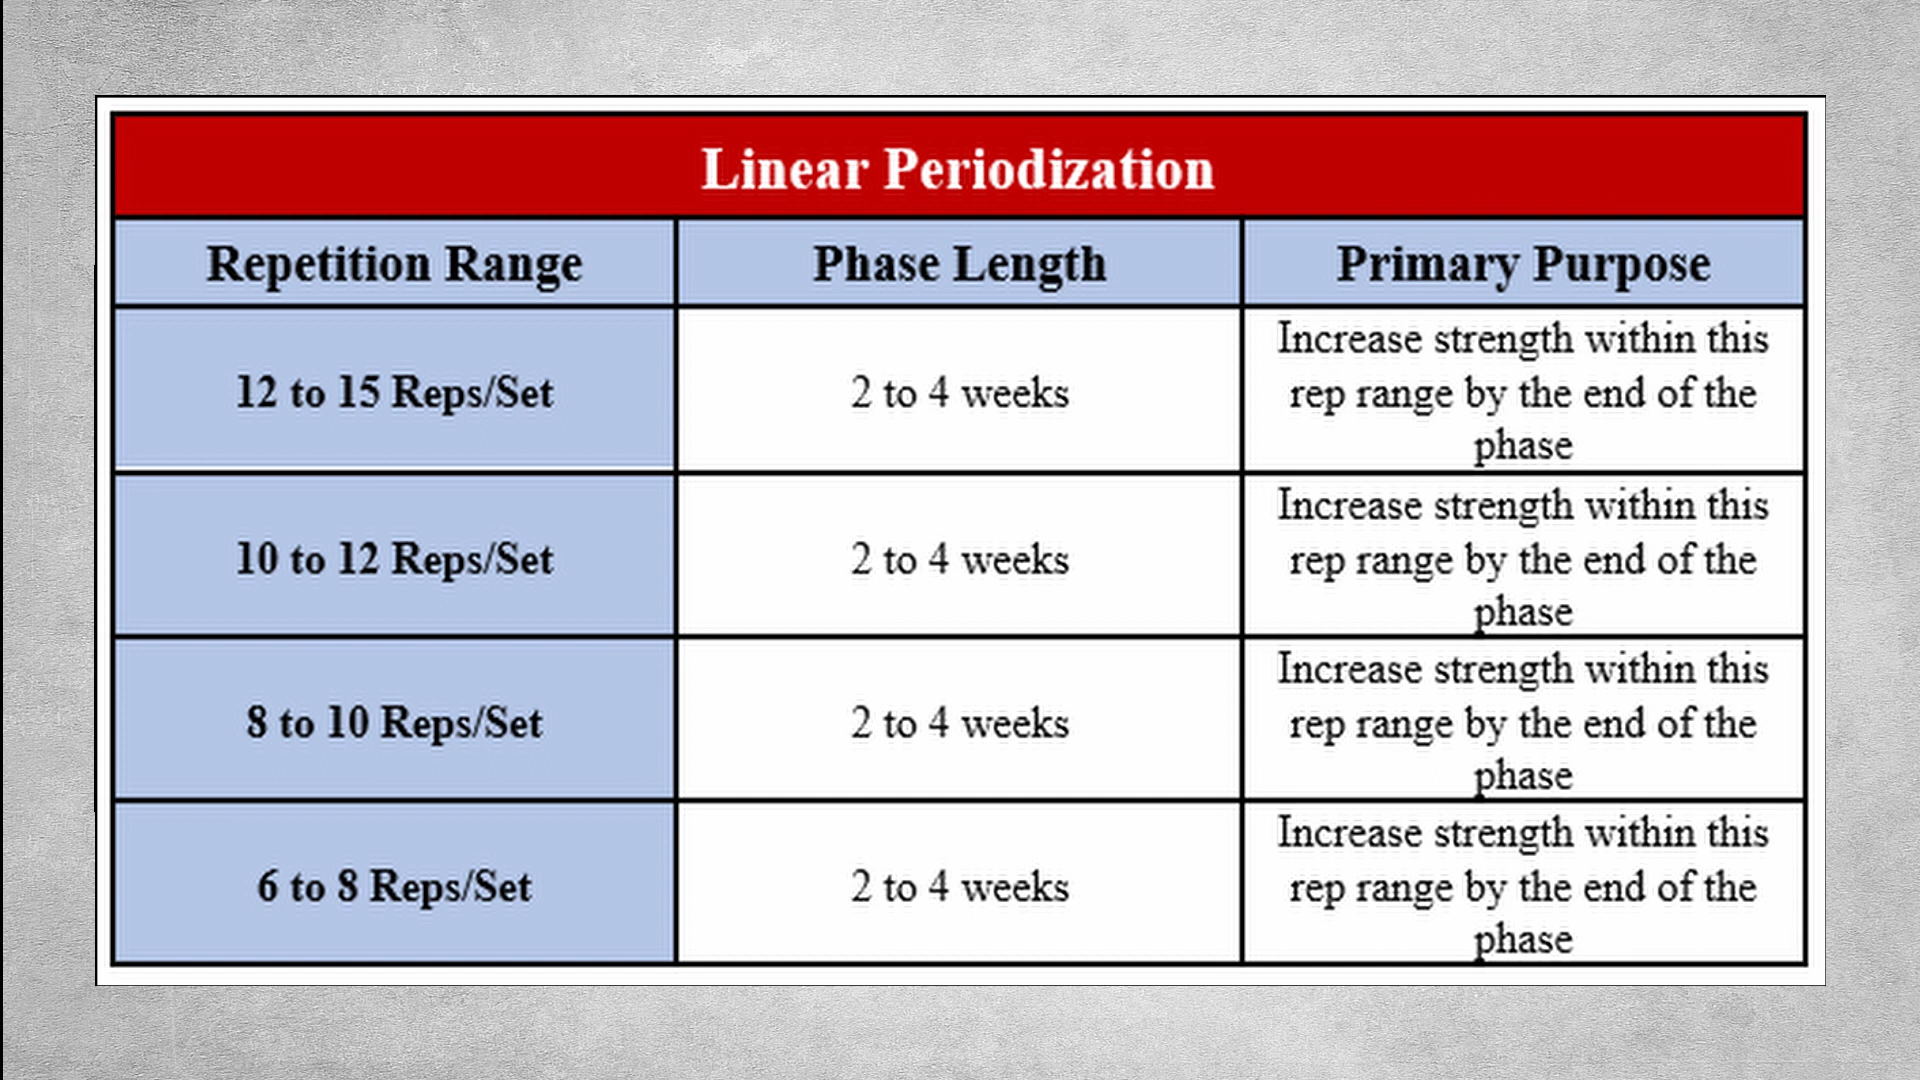 Linear Periodization
Repetition Range
Phase Length
Primary Purpose
12 to 15 Reps/Set
2 to 4 weeks
Increase strength within this
rep range by the end of the
phase
10 to 12 Reps/Set
2 to 4 weeks
Increase strength within this
rep range by the end of the
phase
8 to 10 Reps/Set
2 to 4 weeks
Increase strength within this
rep range by the end of the
phase
6 to 8 Reps/Set
2 to 4 weeks
Increase strength within this
rep range by the end of the
phase